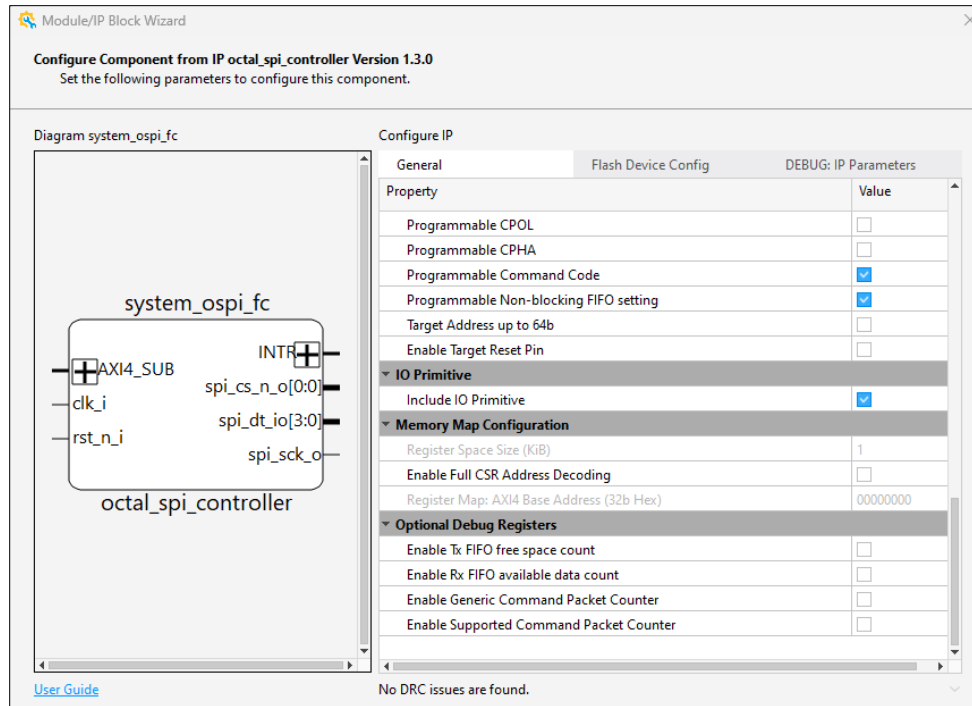 Module/IP Block Wizard
Configure Component from IP octal_spi_controller Version 1.3.0
Set the following parameters to configure this component.
Diagram system_ospi_fc
Configure IP
General Flash Device Config DEBUG: IP Parameters
Property Value
Programmable CPOL
Programmable CPHA
Programmable Command Code
Programmable Non-blocking FIFO setting
Target Address up to 64b
Enable Target Reset Pin
IO Primitive
Include IO Primitive
Memory Map Configuration
Register Space Size (KiB) 1
Enable Full CSR Address Decoding
Register Map: AXI4 Base Address (32b Hex) 00000000
Optional Debug Registers
Enable Tx FIFO free space count
Enable Rx FIFO available data count
Enable Generic Command Packet Counter
Enable Supported Command Packet Counter
system_ospi_fc
INTR
AXI4_SUB
spi_cs_n_o[0:0]
clk_i
spi_dt_io[3:0]
rst_n_i
spi_sck_o
octal_spi_controller
User Guide
No DRC issues are found.